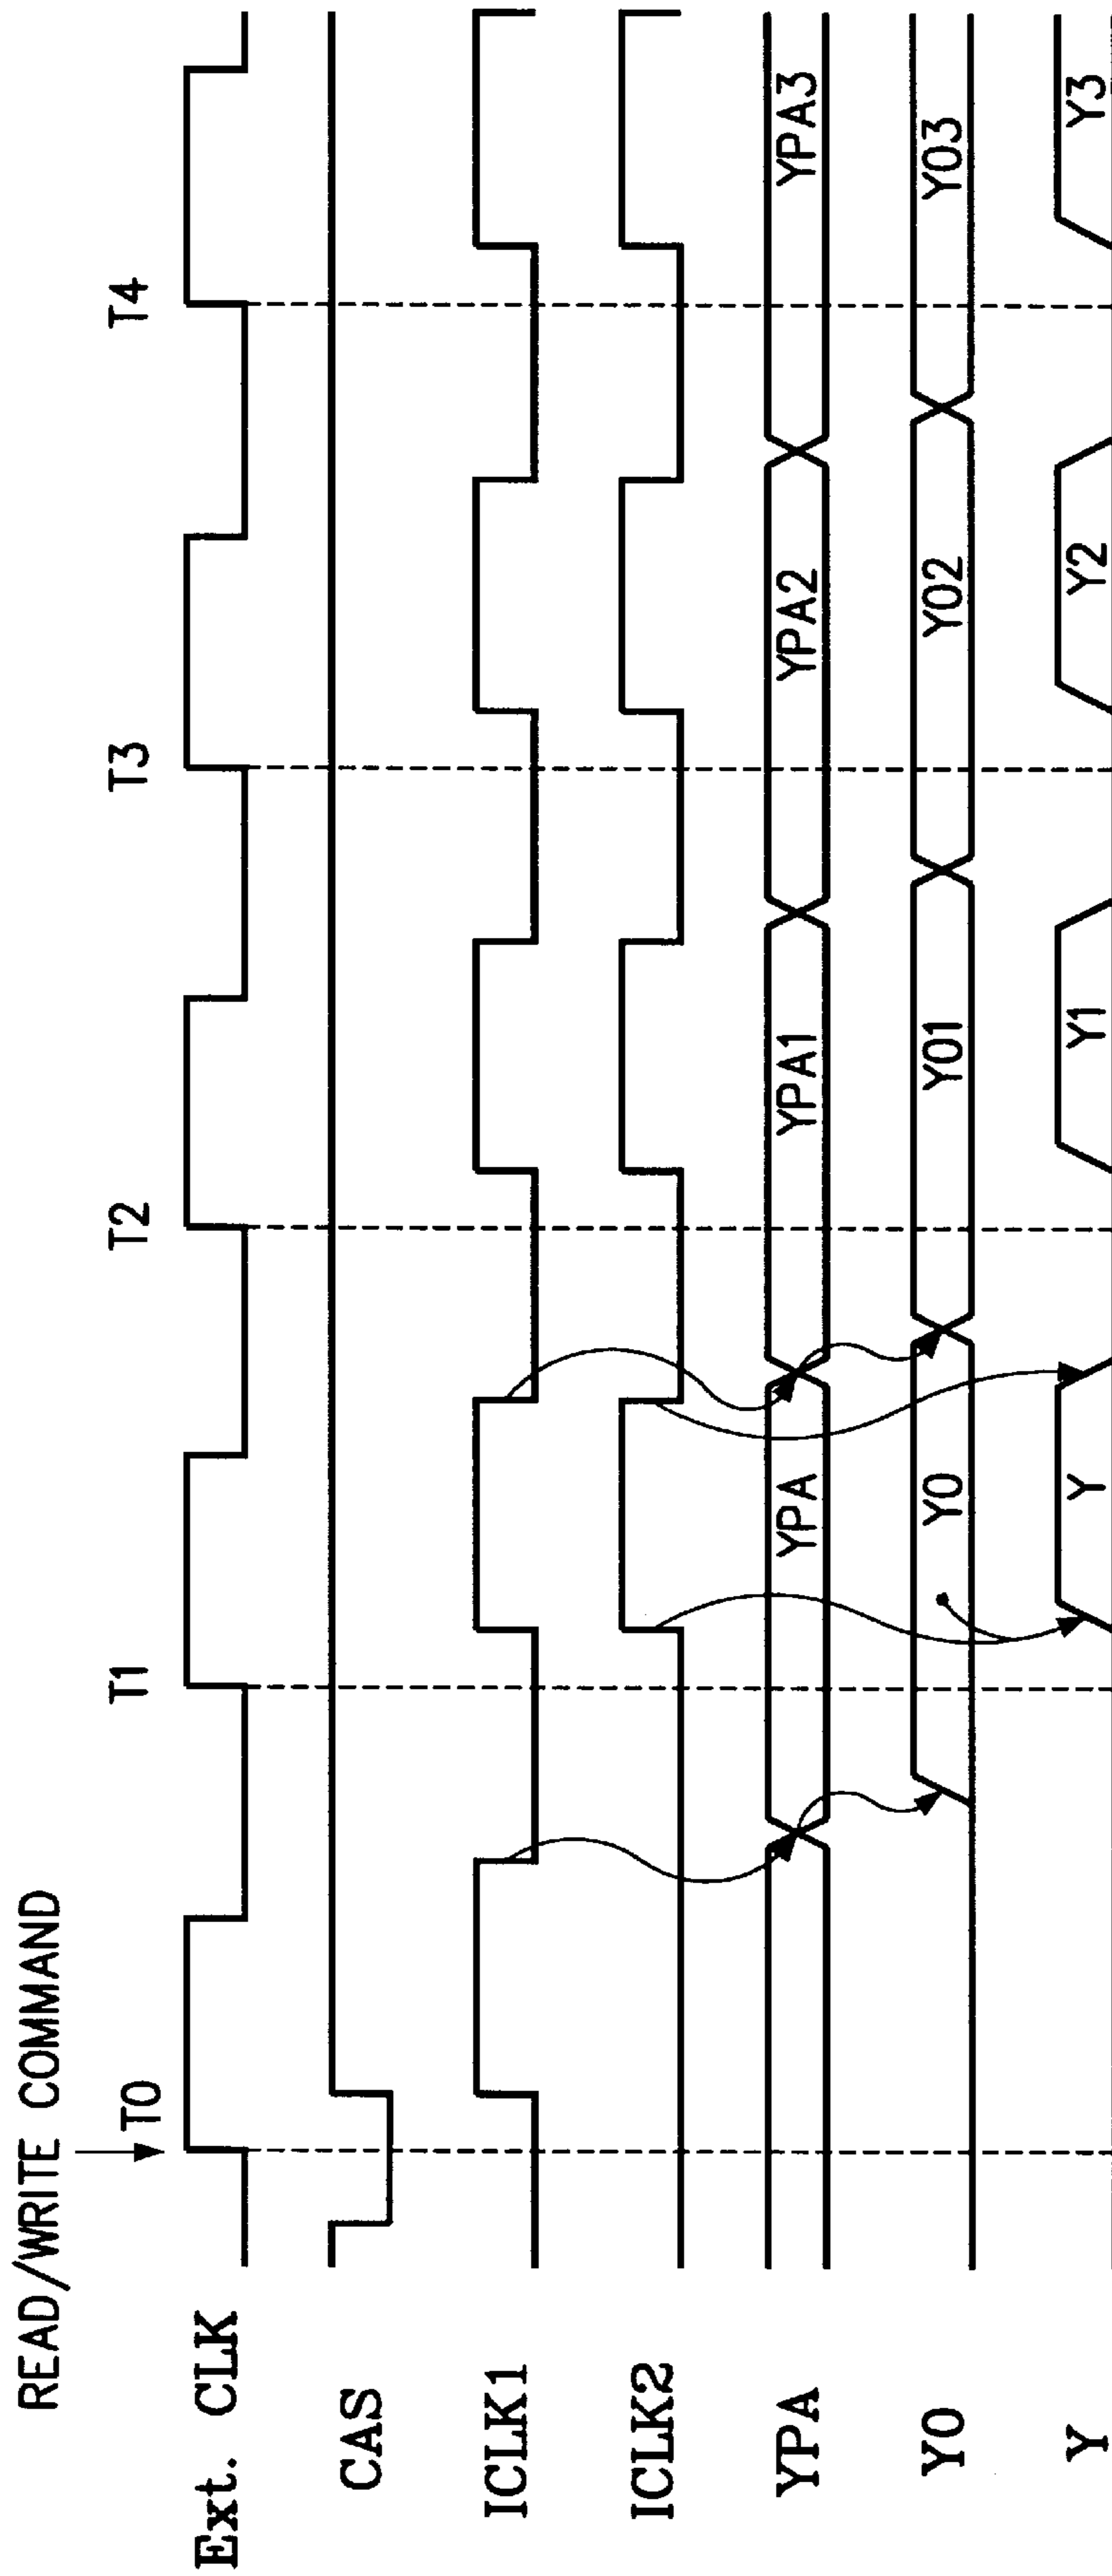 READ/WRITE COMMAND
T0 T1 T2 T3 T4
Ext. CLK
CAS
ICLK1
ICLK2
YPA YPA YPA1 YPA2 YPA3
Y0 Y0 Y01 Y02 Y03
Y Y Y1 Y2 Y3